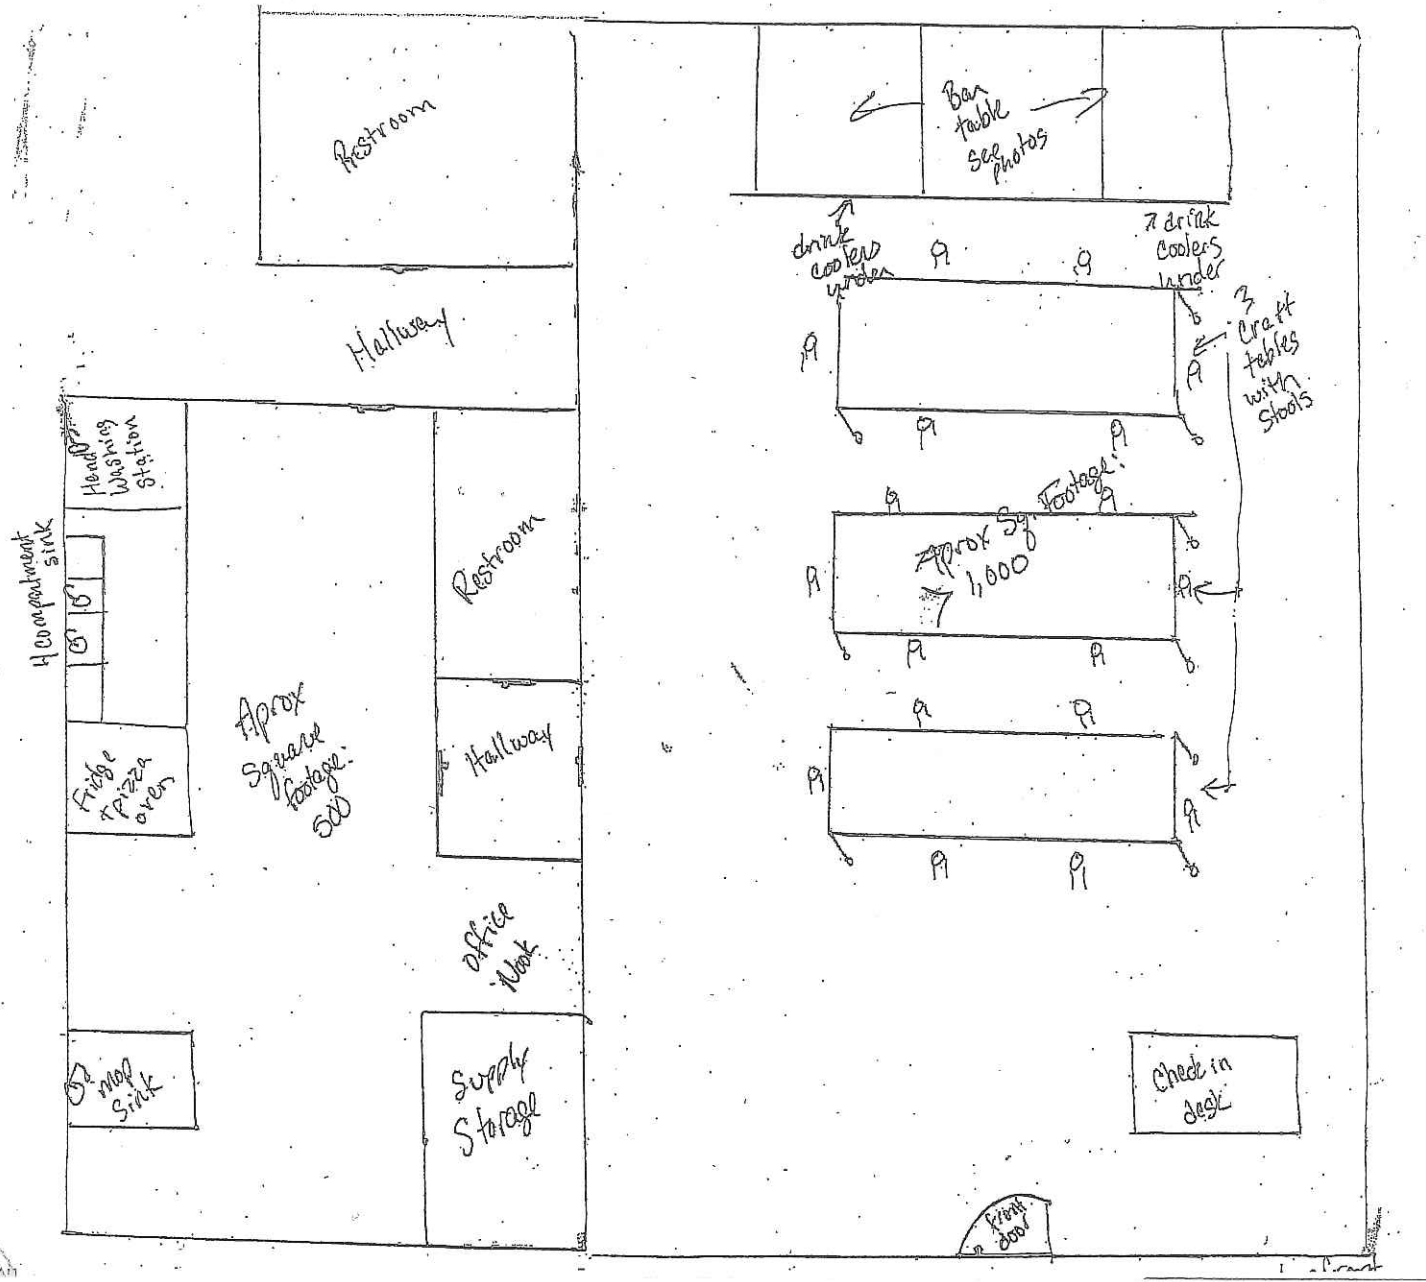 Restroom
Bar
table
see
photos
drink
coolers
under
drink
coolers
under
Hallway
3
Craft
tables
with
Stools
Hand
Washing
Station
4 compartment
sink
Restroom
Aprox Sq. Footage:
1,000
Aprox
Square
footage:
500
Hallway
Fridge
+ pizza
oven
Office
Nook
mop
Sink
Supply
Storage
Check in
desk
front
door
front